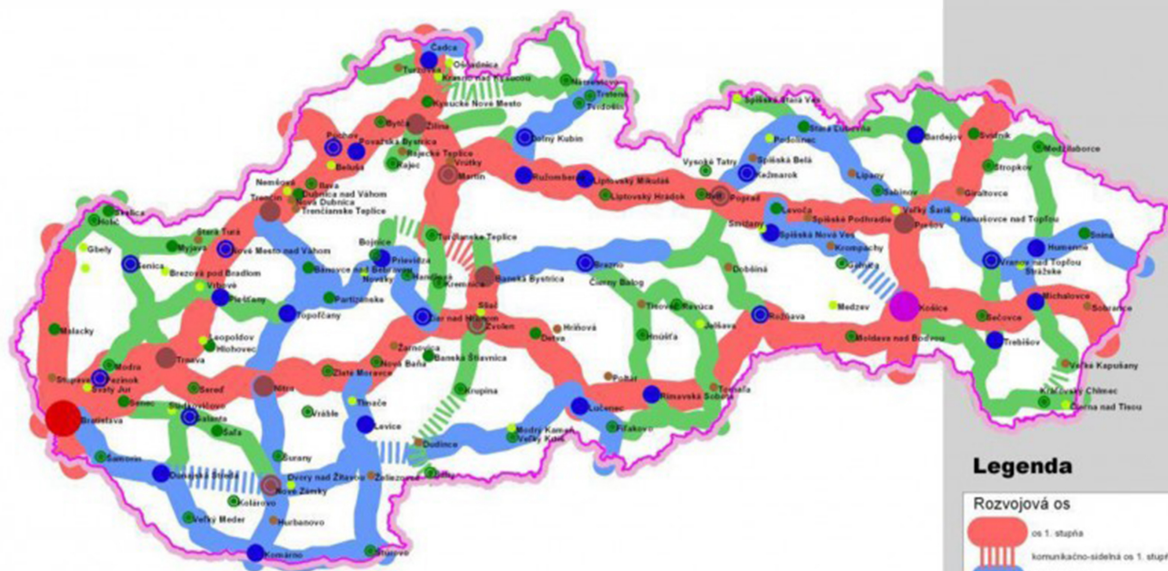 Čadca
Oščadnica
Turzovka
Krásno nad Kysucou
Námestovo
Trstená
Tvrdošín
Kysucké Nové Mesto
Spišská Stará Ves
Bytča
Žilina
Stará Ľubovňa
Dolný Kubín
Podolínec
Bardejov
Svidník
Púchov
Považská Bystrica
Medzilaborce
Rajecké Teplice
Rajec
Vrútky
Beluša
Martin
Vysoké Tatry
Spišská Belá
Kežmarok
Lipany
Stropkov
Ružomberok
Liptovský Mikuláš
Nemšová
Ilava
Dubnica nad Váhom
Nová Dubnica
Trenčín
Trenčianske Teplice
Liptovský Hrádok
Svit
Poprad
Sabinov
Giraltovce
Skalica
Holíč
Levoča
Spišské Podhradie
Veľký Šariš
Prešov
Hanušovce nad Topľou
Smižany
Spišská Nová Ves
Stará Turá
Myjava
Nové Mesto nad Váhom
Turčianske Teplice
Bojnice
Prievidza
Snina
Humenné
Krompachy
Gbely
Senica
Brezová pod Bradlom
Bánovce nad Bebravou
Nováky
Handlová
Kremnica
Banská Bystrica
Brezno
Dobšiná
Gelnica
Vranov nad Topľou
Strážske
Vrbové
Piešťany
Partizánske
Čierny Balog
Topoľčany
Žiar nad Hronom
Sliač
Zvolen
Tisovec
Revúca
Medzev
Košice
Michalovce
Sobrance
Malacky
Leopoldov
Hlohovec
Hriňová
Detva
Hnúšťa
Jelšava
Rožňava
Sečovce
Moldava nad Bodvou
Trebišov
Žarnovica
Nová Baňa
Banská Štiavnica
Trnava
Modra
Stupava
Pezinok
Svätý Jur
Sereď
Nitra
Zlaté Moravce
Krupina
Poltár
Rimavská Sobota
Tornaľa
Veľké Kapušany
Kráľovský Chlmec
Čierna nad Tisou
Senec
Sládkovičovo
Galanta
Vráble
Tlmače
Levice
Lučenec
Bratislava
Šaľa
Modrý Kameň
Veľký Krtíš
Fiľakovo
Šamorín
Šurany
Dudince
Dunajská Streda
Dvory nad Žitavou
Nové Zámky
Želiezovce
Šahy
Kolárovo
Veľký Meder
Hurbanovo
Komárno
Štúrovo
Legenda
Rozvojová os
os 1. stupňa
komunikačno-sídelná os 1. stupň